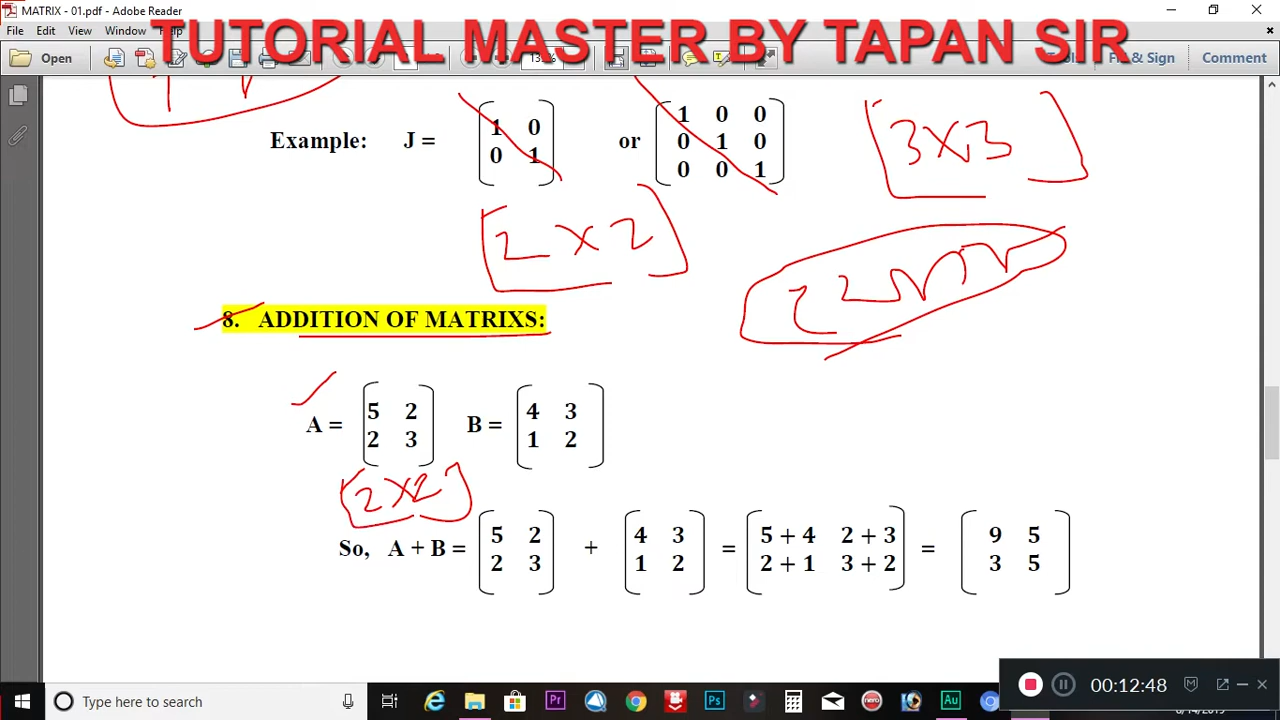 MATRIX - 01.pdf - Adobe Reader
File Edit View Window Help
TUTORIAL MASTER BY TAPAN SIR
Open Fill & Sign Comment
Example: J = 1 0 or 1 0 0
0 1 0 1 0
0 0 1
3×3
2 × 2
8. ADDITION OF MATRIXS:
A = 5 2 B = 4 3
2 3 1 2
2×2
So, A + B = 5 2 + 4 3 = 5 + 4 2 + 3 = 9 5
2 3 1 2 2 + 1 3 + 2 3 5
00:12:48
Type here to search